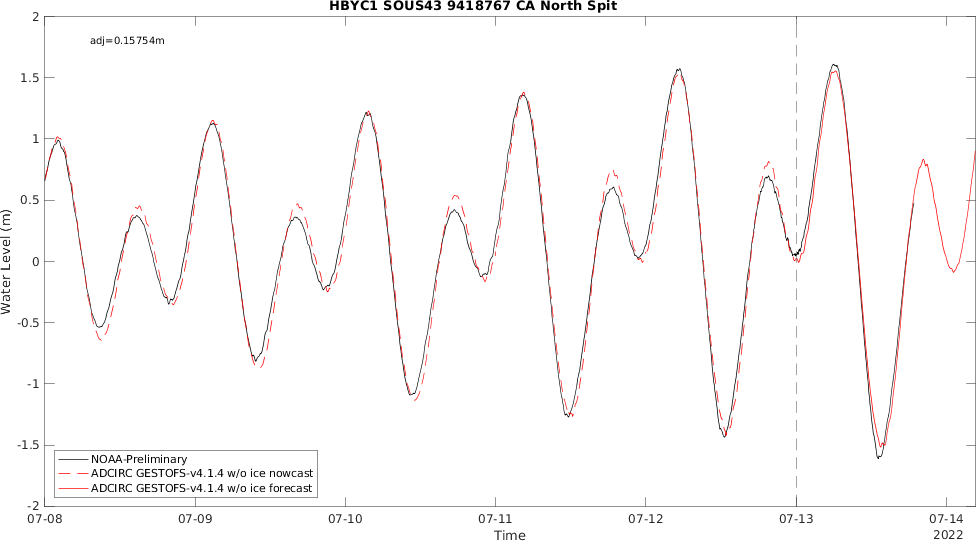 HBYC1 SOUS43 9418767 CA North Spit
adj=0.15754m
2
1.5
1
0.5
0
-0.5
-1
-1.5
-2
Water Level (m)
NOAA-Preliminary
ADCIRC GESTOFS-v4.1.4 w/o ice nowcast
ADCIRC GESTOFS-v4.1.4 w/o ice forecast
07-08 07-09 07-10 07-11 07-12 07-13 07-14
Time
2022